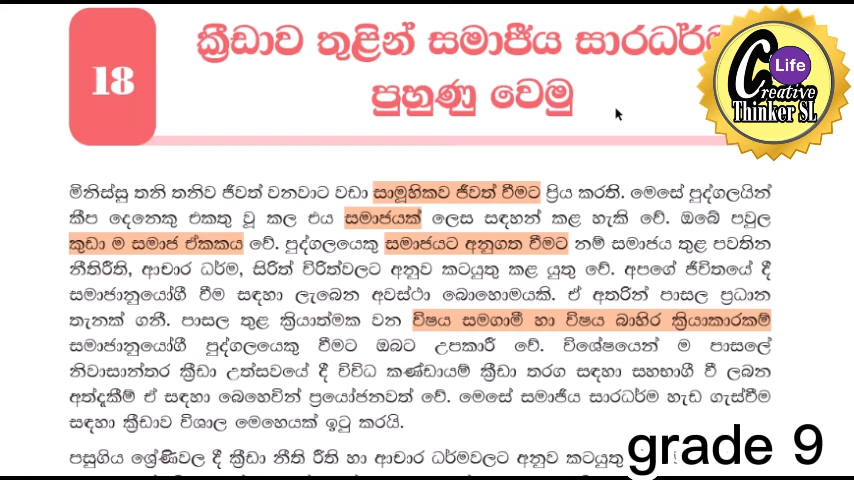 18
ක්‍රීඩාව තුළින් සමාජීය සාරධර්ම
පුහුණු වෙමු
Life
Creative
Thinker SL
මිනිස්සු තනි තනිව ජීවත් වනවාට වඩා සාමූහිකව ජීවත් වීමට ප්‍රිය කරති. මෙසේ පුද්ගලයින්
කීප දෙනෙකු එකතු වූ කල එය සමාජයක් ලෙස සඳහන් කළ හැකි වේ. ඔබේ පවුල
කුඩා ම සමාජ ඒකකය වේ. පුද්ගලයෙකු සමාජයට අනුගත වීමට නම් සමාජය තුළ පවතින
නීතිරීති, ආචාර ධර්ම, සිරිත් විරිත්වලට අනුව කටයුතු කළ යුතු වේ. අපගේ ජීවිතයේ දී
සමාජානුයෝගී වීම සඳහා ලැබෙන අවස්ථා බොහොමයකි. ඒ අතරින් පාසල ප්‍රධාන
තැනක් ගනී. පාසල තුළ ක්‍රියාත්මක වන විෂය සමගාමී හා විෂය බාහිර ක්‍රියාකාරකම්
සමාජානුයෝගී පුද්ගලයෙකු වීමට ඔබට උපකාරී වේ. විශේෂයෙන් ම පාසලේ
නිවාසාන්තර ක්‍රීඩා උත්සවයේ දී විවිධ කණ්ඩායම් ක්‍රීඩා තරග සඳහා සහභාගී වී ලබන
අත්දැකීම් ඒ සඳහා බෙහෙවින් ප්‍රයෝජනවත් වේ. මෙසේ සමාජීය සාරධර්ම හැඩ ගැස්වීම
සඳහා ක්‍රීඩාව විශාල මෙහෙයක් ඉටු කරයි.
පසුගිය ශ්‍රේණිවල දී ක්‍රීඩා නීති රීති හා ආචාර ධර්මවලට අනුව කටයුතු
grade 9